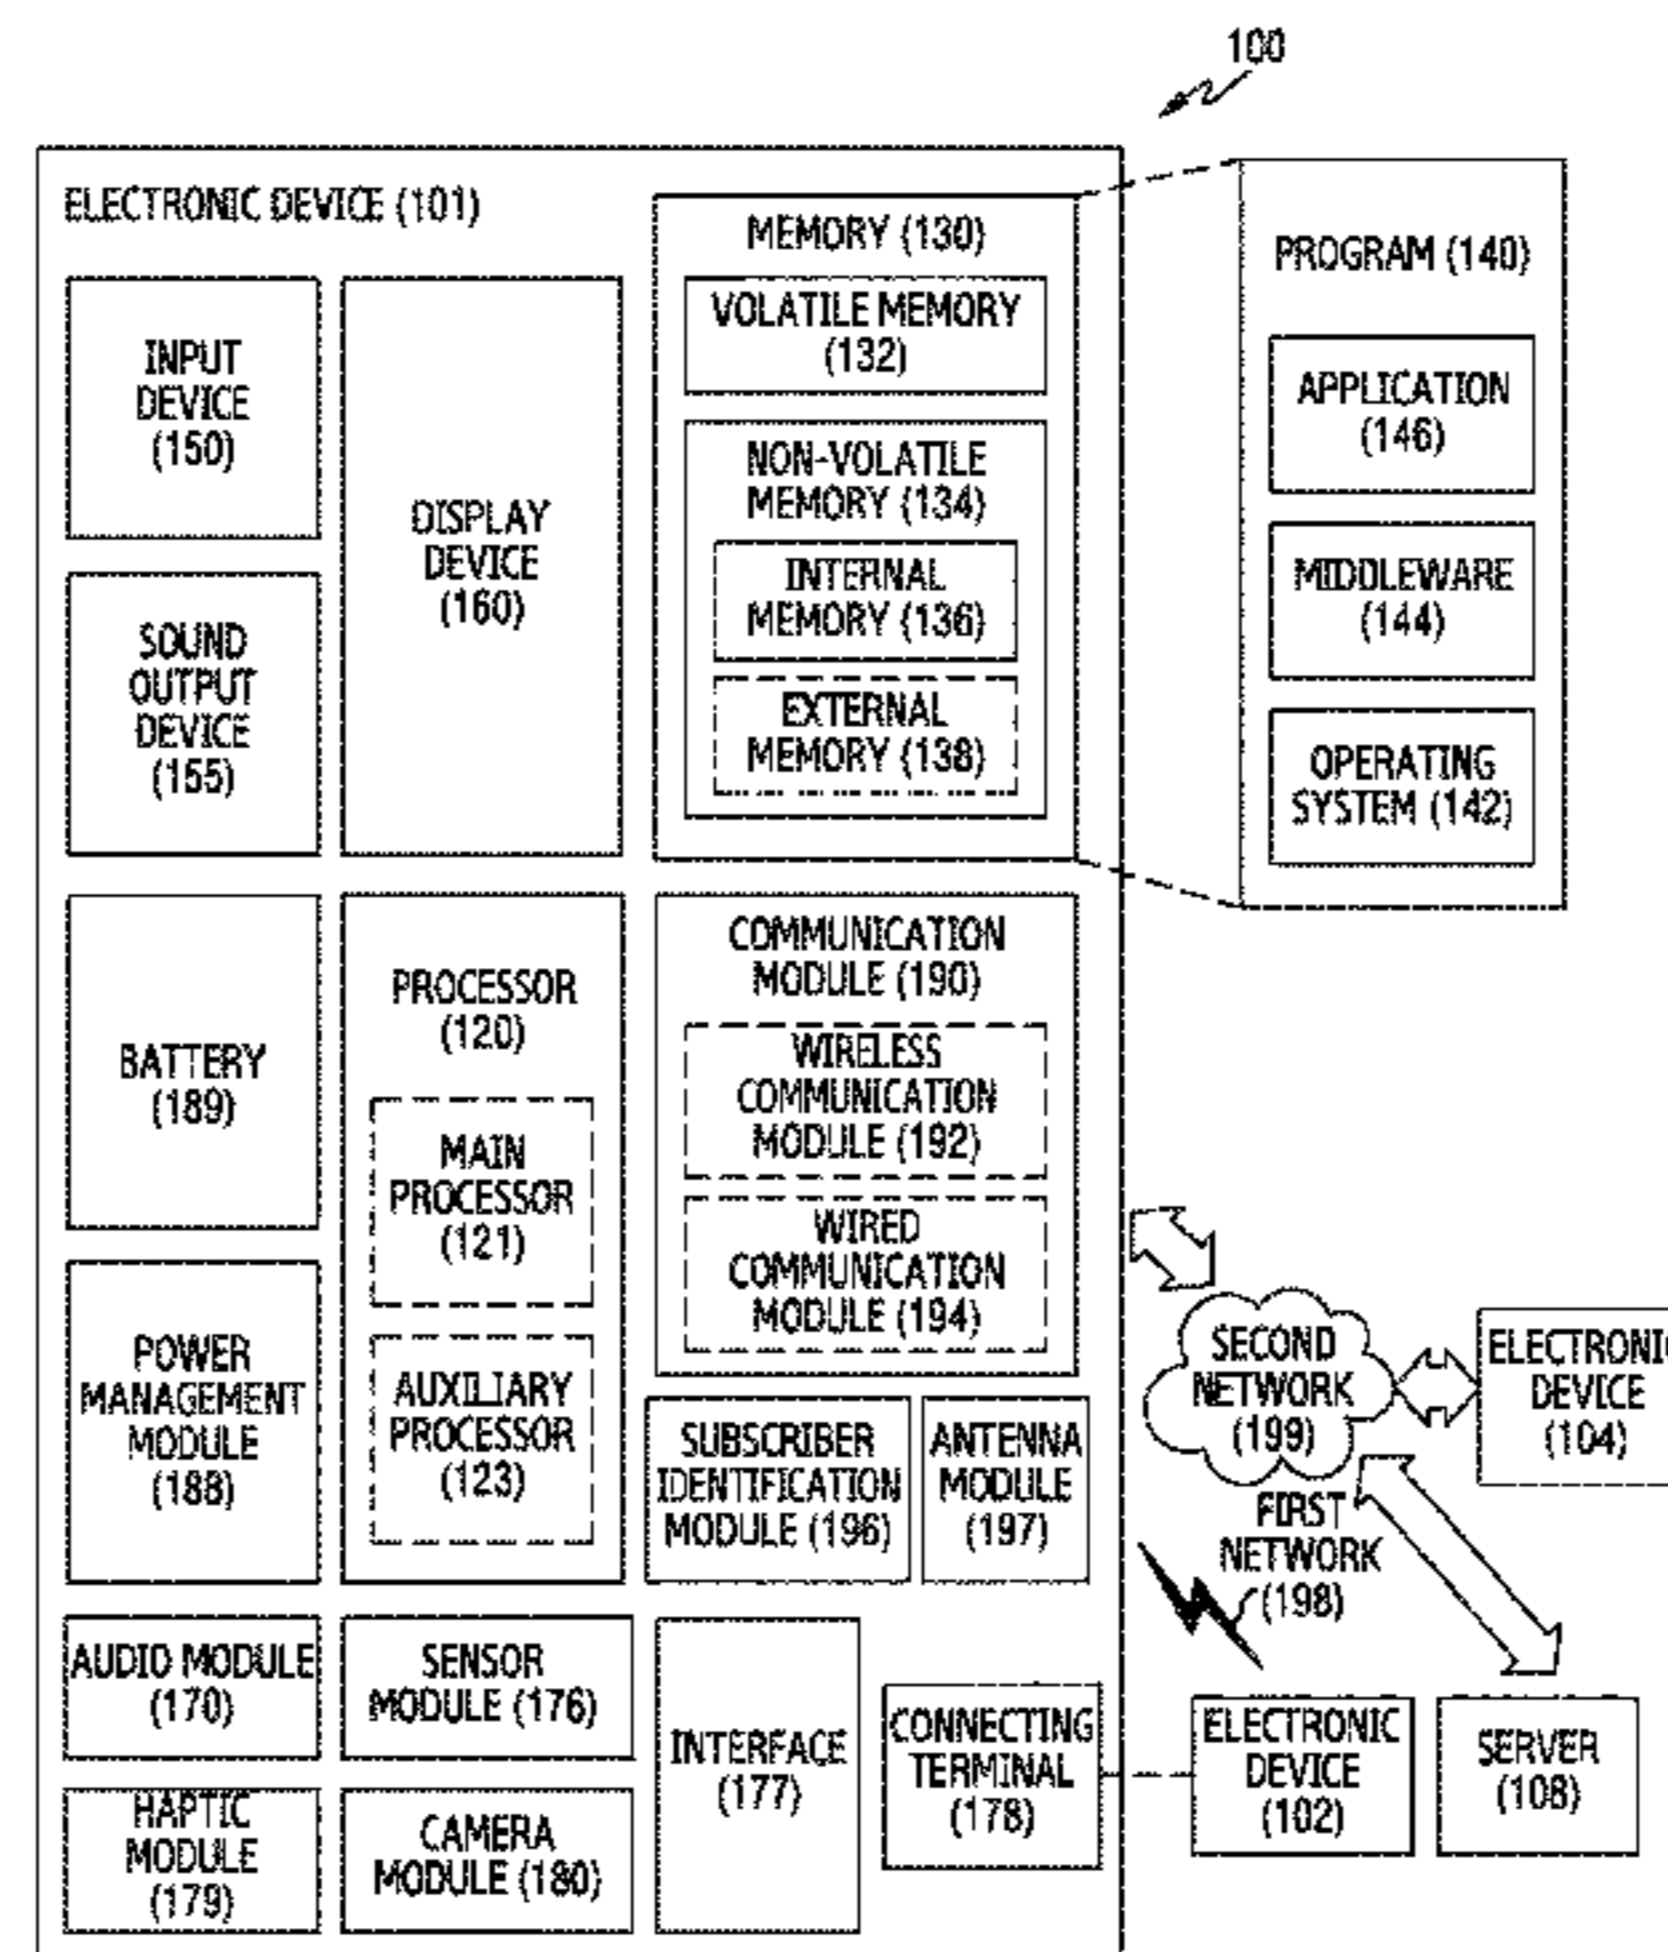 100
ELECTRONIC DEVICE (101)
INPUT
DEVICE
(150)
DISPLAY
DEVICE
(160)
SOUND
OUTPUT
DEVICE
(155)
MEMORY (130)
VOLATILE MEMORY
(132)
NON-VOLATILE
MEMORY (134)
INTERNAL
MEMORY (136)
EXTERNAL
MEMORY (138)
PROGRAM (140)
APPLICATION
(146)
MIDDLEWARE
(144)
OPERATING
SYSTEM (142)
BATTERY
(189)
POWER
MANAGEMENT
MODULE
(188)
PROCESSOR
(120)
MAIN
PROCESSOR
(121)
AUXILIARY
PROCESSOR
(123)
COMMUNICATION
MODULE (190)
WIRELESS
COMMUNICATION
MODULE (192)
WIRED
COMMUNICATION
MODULE (194)
SUBSCRIBER
IDENTIFICATION
MODULE (196)
ANTENNA
MODULE
(197)
SECOND
NETWORK
(199)
ELECTRONIC
DEVICE
(104)
FIRST
NETWORK
(198)
AUDIO MODULE
(170)
SENSOR
MODULE (176)
INTERFACE
(177)
CONNECTING
TERMINAL
(178)
ELECTRONIC
DEVICE
(102)
SERVER
(108)
HAPTIC
MODULE
(179)
CAMERA
MODULE (180)